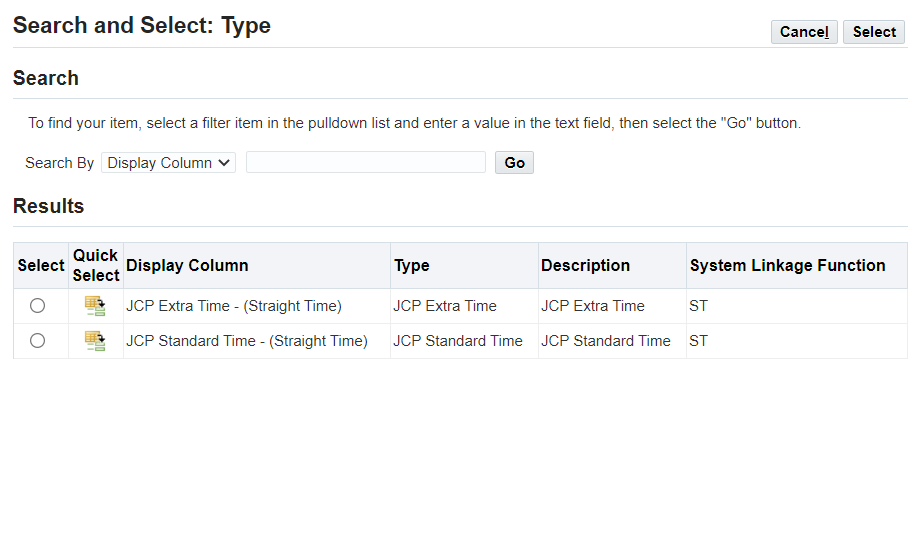 Search and Select: Type
Cancel Select
Search
To find your item, select a filter item in the pulldown list and enter a value in the text field, then select the "Go" button.
Search By Display Column Go
Results
Select Quick Select Display Column Type Description System Linkage Function
JCP Extra Time - (Straight Time) JCP Extra Time JCP Extra Time ST
JCP Standard Time - (Straight Time) JCP Standard Time JCP Standard Time ST